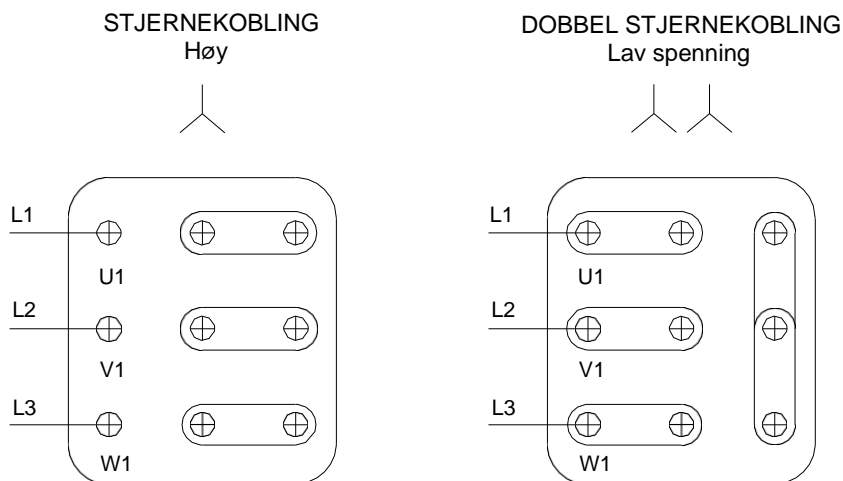 STJERNEKOBLING
Høy
L1
U1
L2
V1
L3
W1
DOBBEL STJERNEKOBLING
Lav spenning
L1
U1
L2
V1
L3
W1